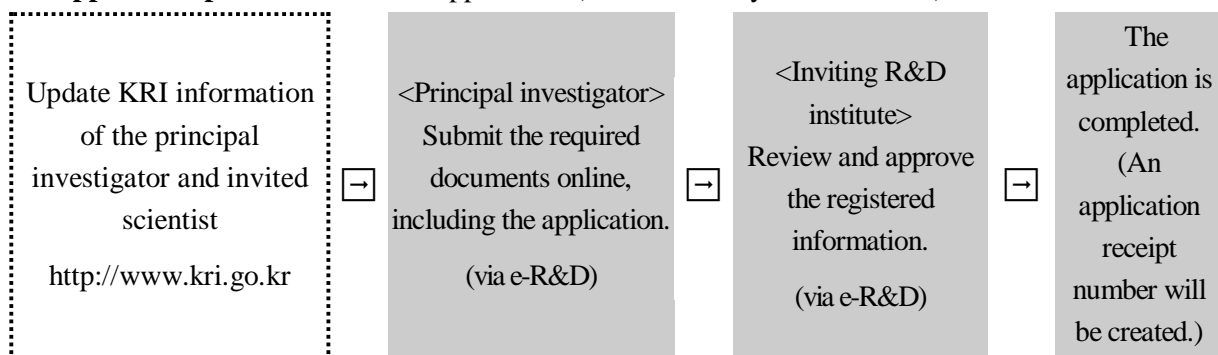 Update KRI information
of the principal
investigator and invited
scientist
http://www.kri.go.kr
→
<Principal investigator>
Submit the required
documents online,
including the application.
(via e-R&D)
→
<Inviting R&D
institute>
Review and approve
the registered
information.
(via e-R&D)
→
The
application is
completed.
(An
application
receipt
number will
be created.)